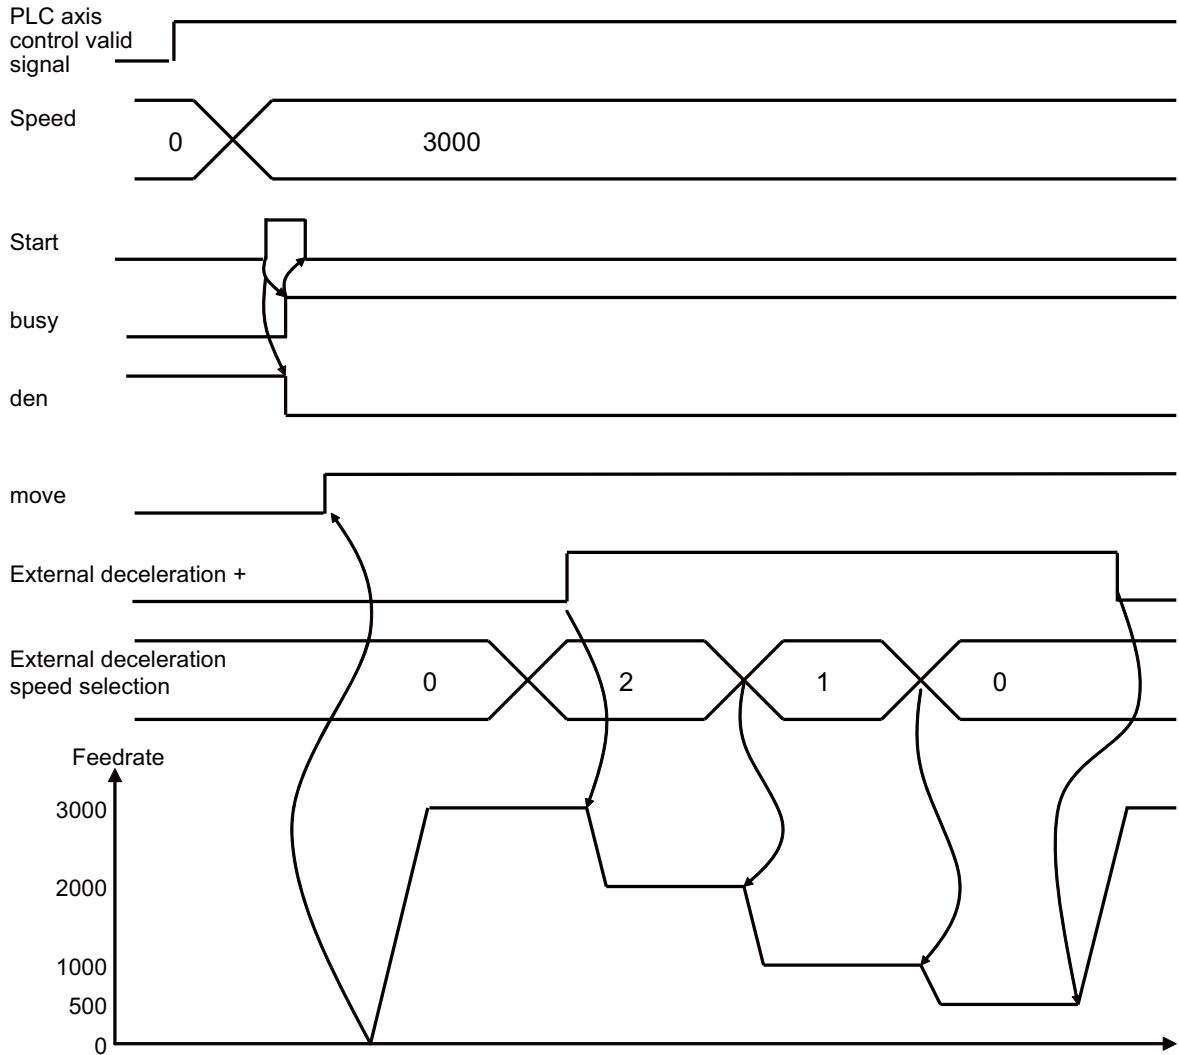 PLC axis
control valid
signal
Speed
0
3000
Start
busy
den
move
External deceleration +
External deceleration
speed selection
0
2
1
0
Feedrate
3000
2000
1000
500
0